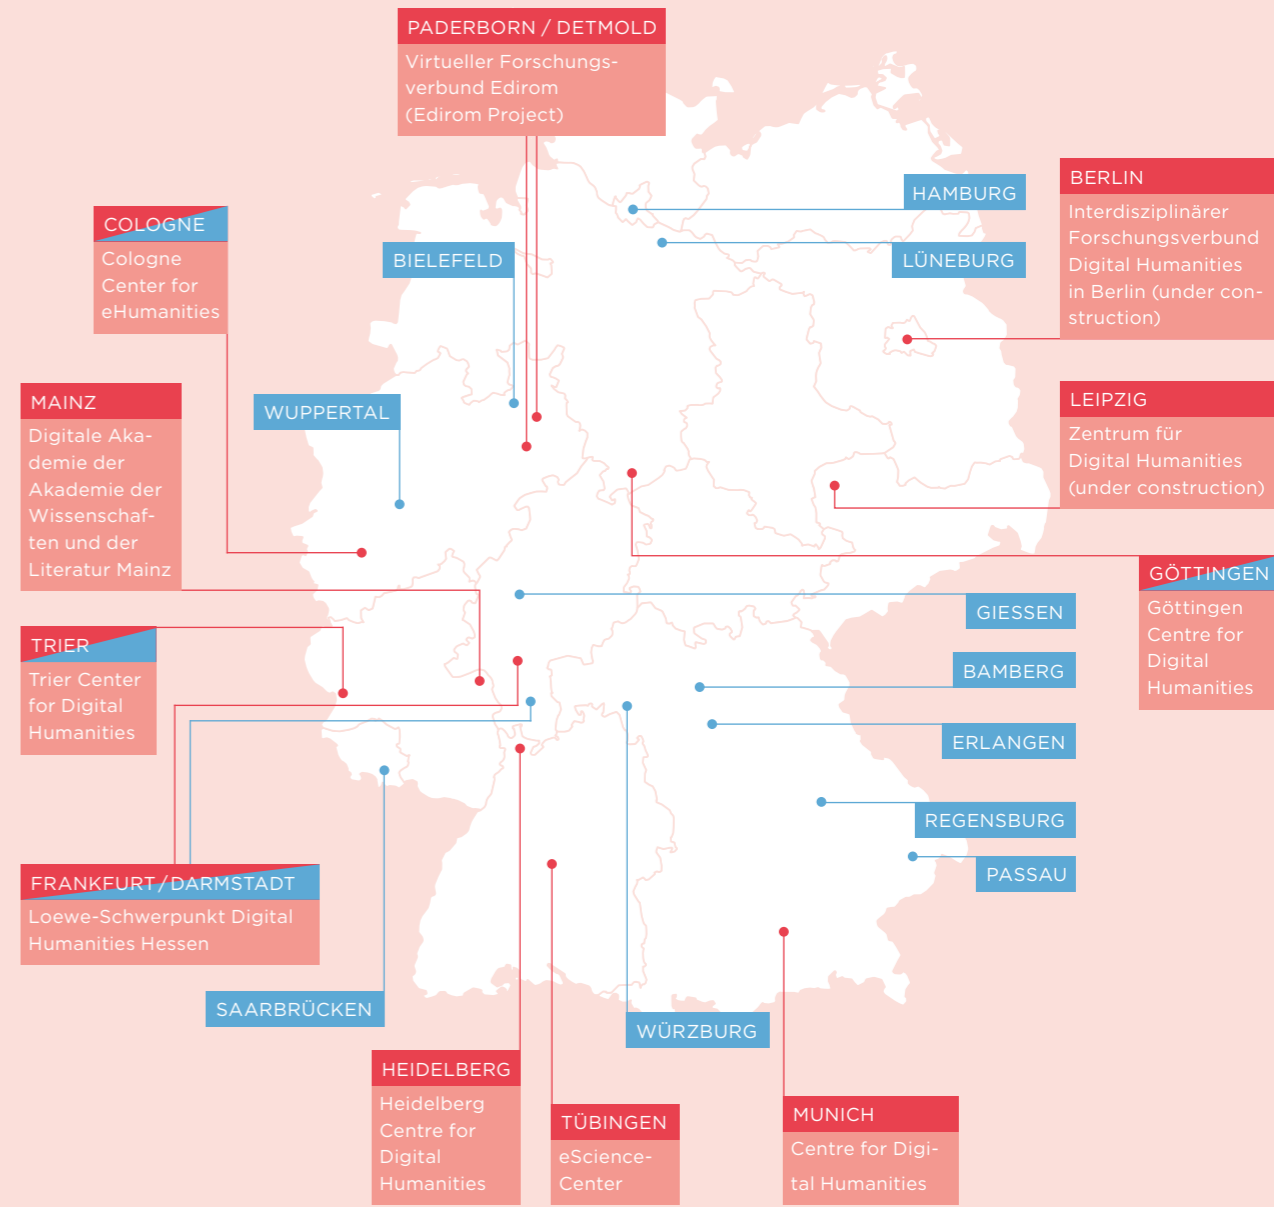 PADERBORN / DETMOLD
Virtueller Forschungs-
verbund Edirom
(Edirom Project)
HAMBURG
BERLIN
Interdisziplinärer
Forschungsverbund
Digital Humanities
in Berlin (under con-
struction)
COLOGNE
Cologne
Center for
eHumanities
BIELEFELD
LÜNEBURG
MAINZ
Digitale Aka-
demie der
Akademie der
Wissenschaf-
ten und der
Literatur Mainz
WUPPERTAL
LEIPZIG
Zentrum für
Digital Humanities
(under construction)
GÖTTINGEN
Göttingen
Centre for
Digital
Humanities
GIESSEN
TRIER
Trier Center
for Digital
Humanities
BAMBERG
ERLANGEN
REGENSBURG
PASSAU
FRANKFURT/DARMSTADT
Loewe-Schwerpunkt Digital
Humanities Hessen
SAARBRÜCKEN
WÜRZBURG
HEIDELBERG
Heidelberg
Centre for
Digital
Humanities
TÜBINGEN
eScience-
Center
MUNICH
Centre for Digi-
tal Humanities